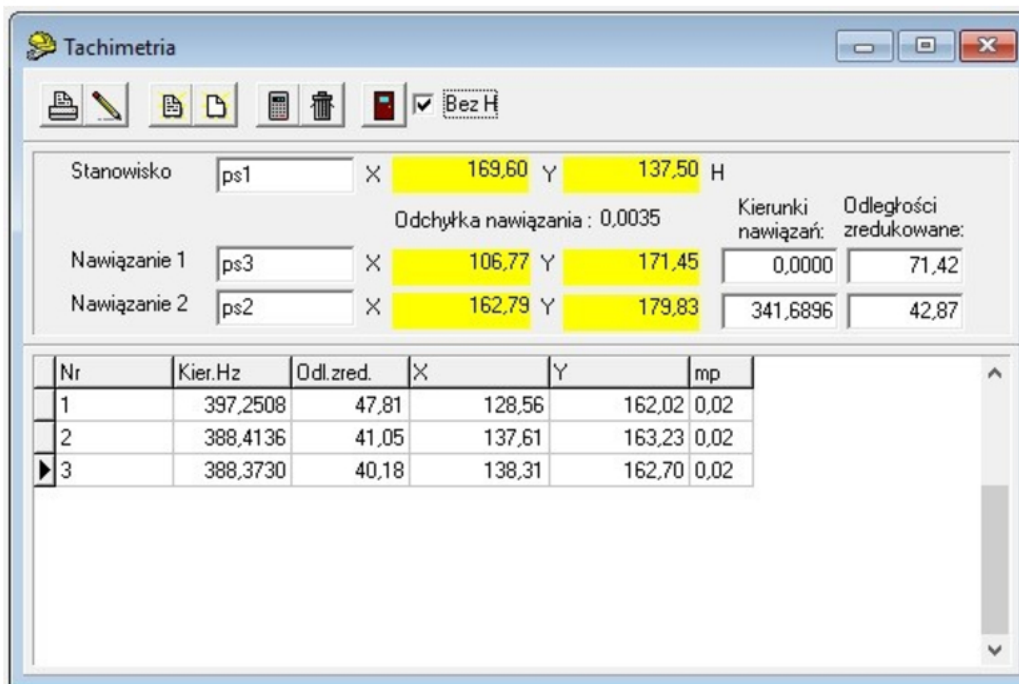 Tachimetria
Bez H
Stanowisko ps1 X 169,60 Y 137,50 H
Odchyłka nawiązania : 0,0035 Kierunki nawiązań: Odległości zredukowane:
Nawiązanie 1 ps3 X 106,77 Y 171,45 0,0000 71,42
Nawiązanie 2 ps2 X 162,79 Y 179,83 341,6896 42,87
Nr Kier.Hz Odl.zred. X Y mp
1 397,2508 47,81 128,56 162,02 0,02
2 388,4136 41,05 137,61 163,23 0,02
3 388,3730 40,18 138,31 162,70 0,02